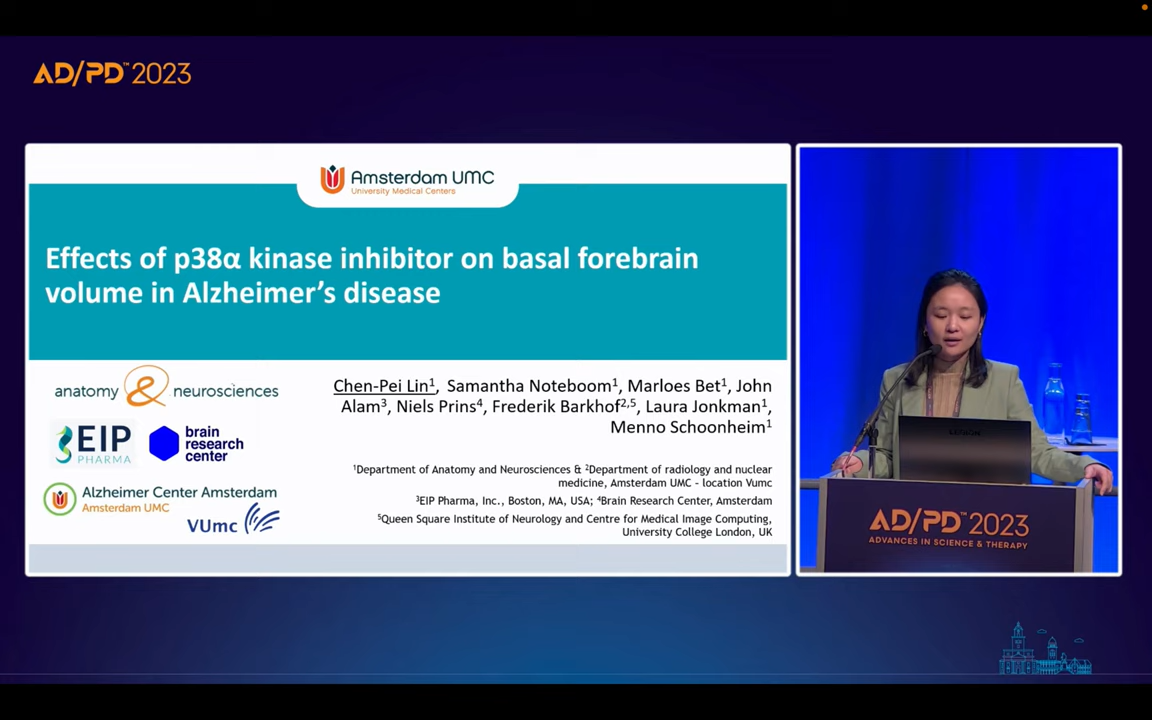 AD/PD™2023
Amsterdam UMC
University Medical Centers
Effects of p38α kinase inhibitor on basal forebrain
volume in Alzheimer’s disease
anatomy & neurosciences
EIP
PHARMA
brain
research
center
Alzheimer Center Amsterdam
Amsterdam UMC
VUmc
Chen-Pei Lin¹, Samantha Noteboom¹, Marloes Bet¹, John
Alam³, Niels Prins⁴, Frederik Barkhof²,⁵, Laura Jonkman¹,
Menno Schoonheim¹
¹Department of Anatomy and Neurosciences & ²Department of radiology and nuclear
medicine, Amsterdam UMC - location Vumc
³EIP Pharma, Inc., Boston, MA, USA; ⁴Brain Research Center, Amsterdam
⁵Queen Square Institute of Neurology and Centre for Medical Image Computing,
University College London, UK
AD/PD™2023
ADVANCES IN SCIENCE & THERAPY